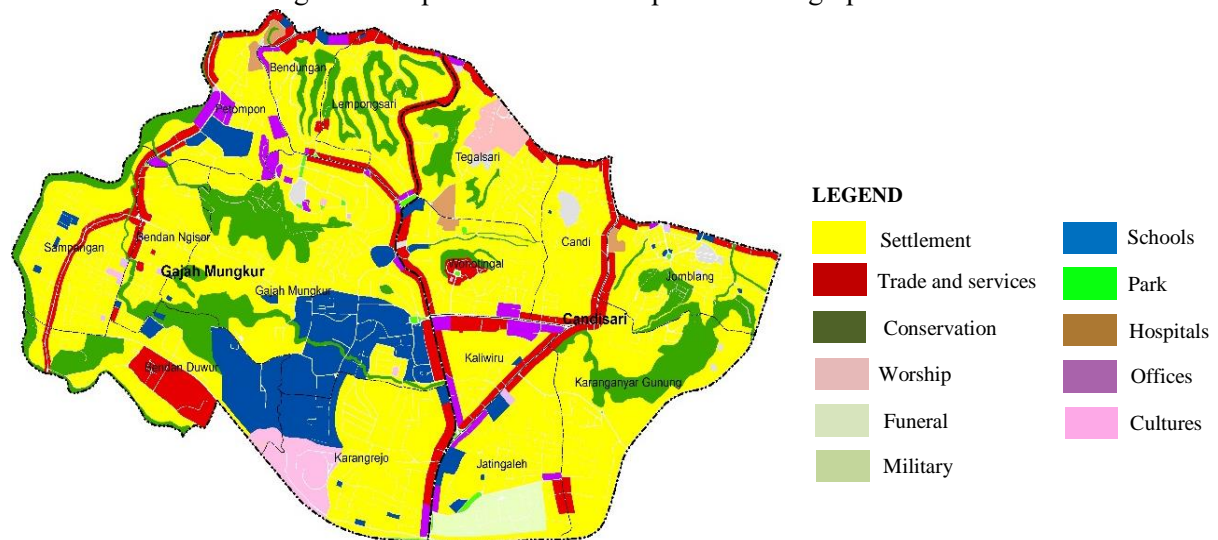 Bendungan
Petompon
Lempongsari
Tegalsari
Sampangan
Bendan Ngisor
Candi
Wonotingal
Jomblang
Gajah Mungkur
Gajah Mungkur
Candisari
Kaliwiru
Bendan Duwur
Karanganyar Gunung
Karangrejo
Jatingaleh
LEGEND
Settlement
Trade and services
Conservation
Worship
Funeral
Military
Schools
Park
Hospitals
Offices
Cultures